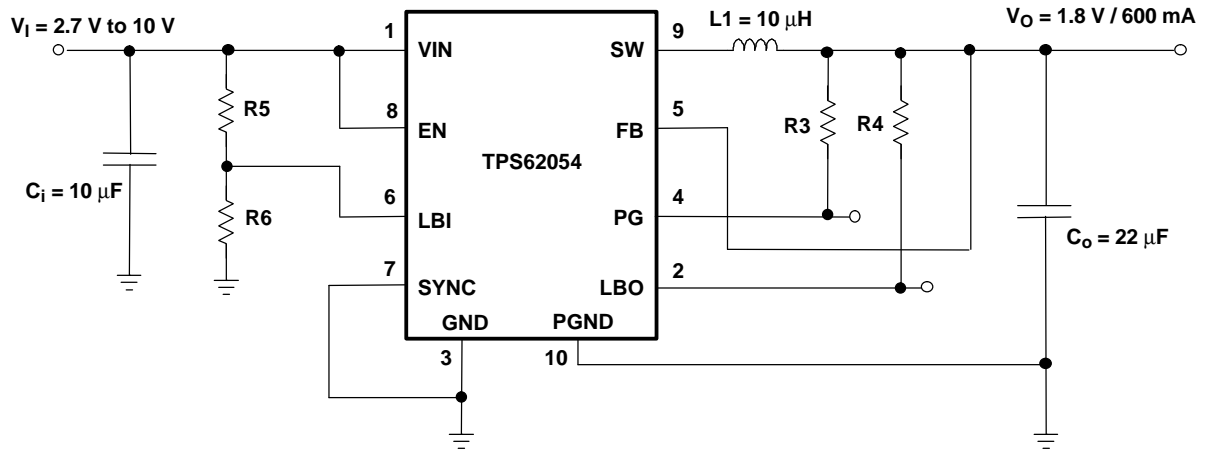 V_I = 2.7 V to 10 V
1
VIN
SW
9
L1 = 10 μH
V_O = 1.8 V / 600 mA
R5
8
EN
FB
5
R3
R4
TPS62054
C_i = 10 μF
R6
6
LBI
PG
4
C_o = 22 μF
7
SYNC
LBO
2
GND
PGND
3
10